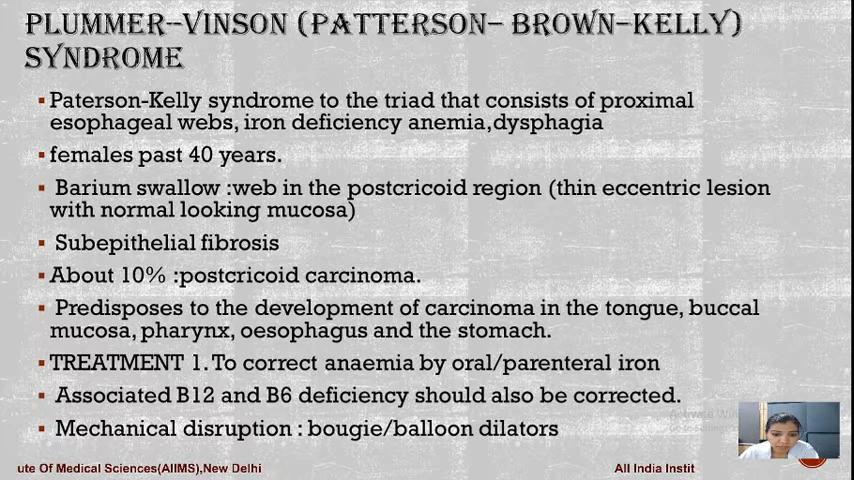 PLUMMER-VINSON (PATTERSON- BROWN-KELLY)
SYNDROME
Paterson-Kelly syndrome to the triad that consists of proximal
esophageal webs, iron deficiency anemia,dysphagia
females past 40 years.
Barium swallow :web in the postcricoid region (thin eccentric lesion
with normal looking mucosa)
Subepithelial fibrosis
About 10% :postcricoid carcinoma.
Predisposes to the development of carcinoma in the tongue, buccal
mucosa, pharynx, oesophagus and the stomach.
TREATMENT 1. To correct anaemia by oral/parenteral iron
Associated B12 and B6 deficiency should also be corrected.
Mechanical disruption : bougie/balloon dilators
Activate
ute Of Medical Sciences(AIIMS),New Delhi
All India Instit